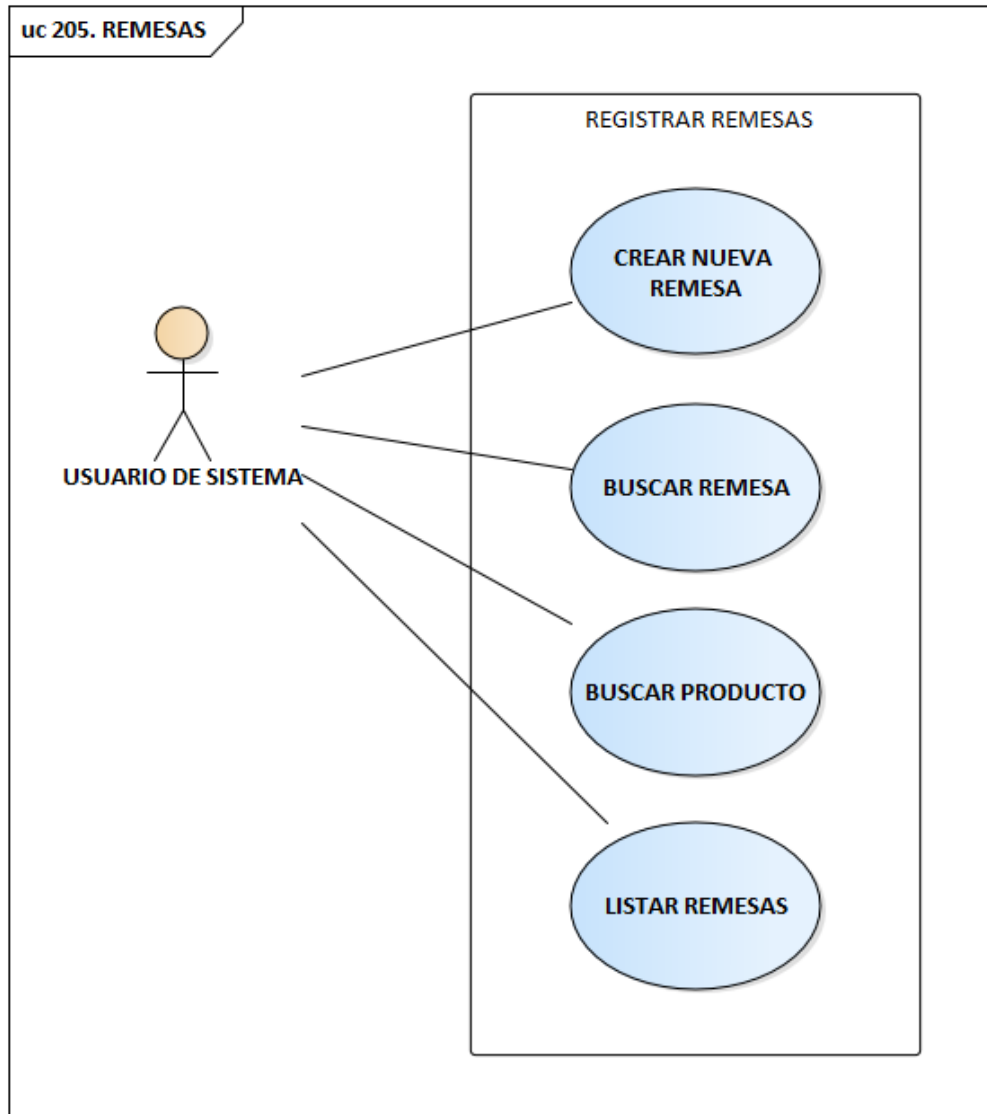 uc 205. REMESAS
REGISTRAR REMESAS
CREAR NUEVA
REMESA
USUARIO DE SISTEMA
BUSCAR REMESA
BUSCAR PRODUCTO
LISTAR REMESAS